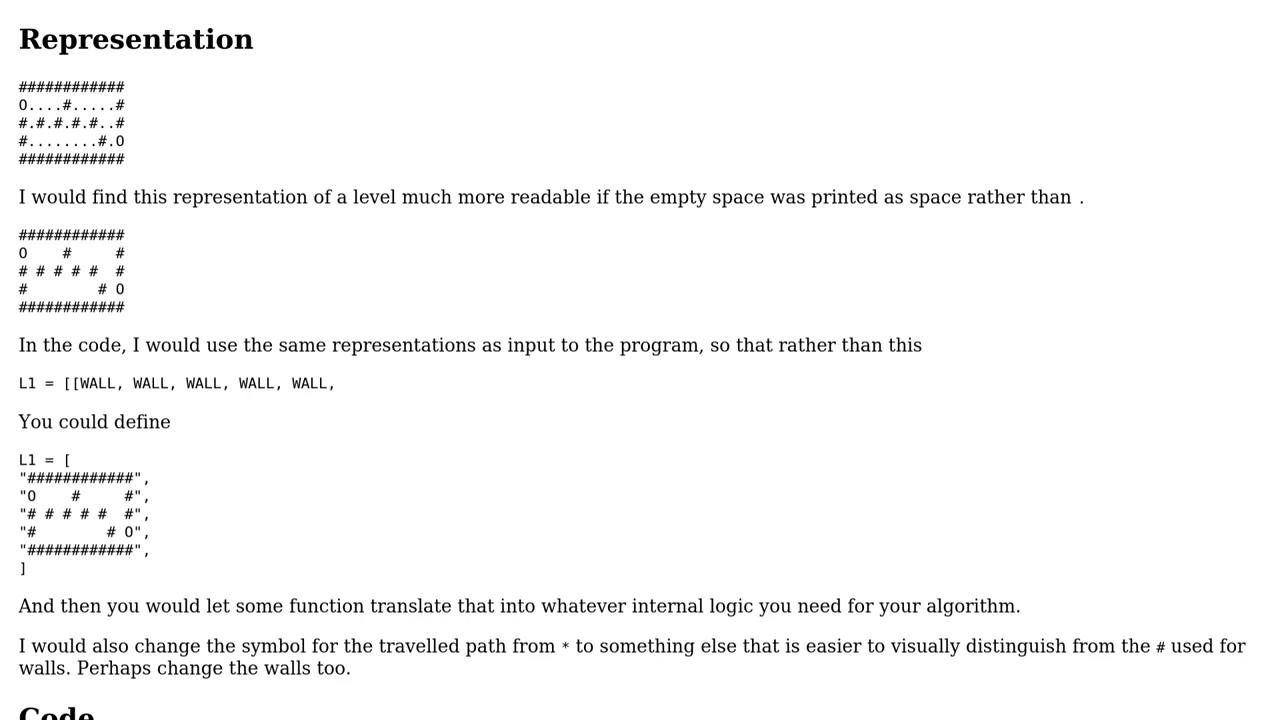 Representation
############
O....#.....#
#.#.#.#.#..#
#........#.O
############
I would find this representation of a level much more readable if the empty space was printed as space rather than .
############
O    #     #
# # # # #  #
#        # O
############
In the code, I would use the same representations as input to the program, so that rather than this
L1 = [[WALL, WALL, WALL, WALL, WALL,
You could define
L1 = [
"############",
"O    #     #",
"# # # # #  #",
"#        # O",
"############",
]
And then you would let some function translate that into whatever internal logic you need for your algorithm.
I would also change the symbol for the travelled path from * to something else that is easier to visually distinguish from the # used for
walls. Perhaps change the walls too.
Code